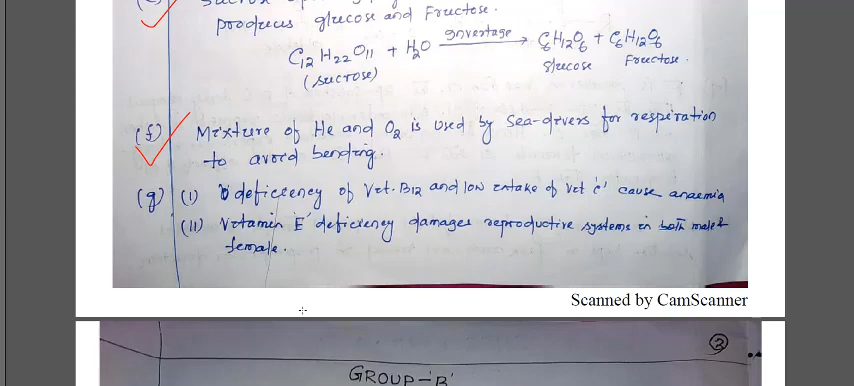 produces glucose and Fructose.
C12 H22 O11 + H2O invertage → C6H12O6 + C6H12O6
(sucrose) glucose Fructose.
(f) Mixture of He and O2 is used by Sea-drivers for respiration
to avoid bending.
(g) (i) deficiency of Vit. B12 and low intake of vit 'c' cause anaemia
(ii) Vitamin 'E' deficiency damages reproductive systems in both male &
female.
Scanned by CamScanner
2
GROUP-'B'